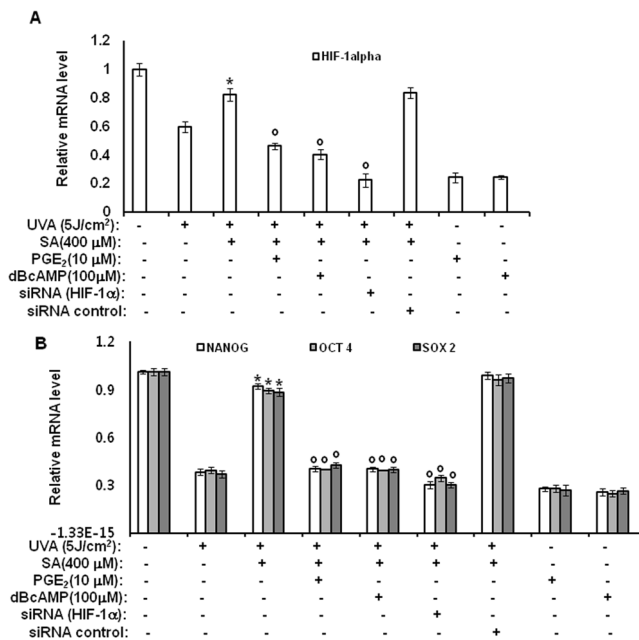 A
HIF-1alpha
Relative mRNA level
1.2
1
0.8
0.6
0.4
0.2
0
*
o
o
o
UVA (5J/cm²): - + + + + + + - -
SA(400 µM): - - + + + + + - -
PGE₂(10 µM): - - - + - - - + -
dBcAMP(100µM): - - - - + - - - +
siRNA (HIF-1α): - - - - - + - - -
siRNA control: - - - - - - + - -
B
NANOG OCT 4 SOX 2
Relative mRNA level
1.2
0.9
0.6
0.3
-1.33E-15
* * *
o o o
o o o
o o o
UVA (5J/cm²): - + + + + + + - -
SA(400 µM): - - + + + + + - -
PGE₂(10 µM): - - - + - - - + -
dBcAMP(100µM): - - - - + - - - +
siRNA (HIF-1α): - - - - - + - - -
siRNA control: - - - - - - + - -